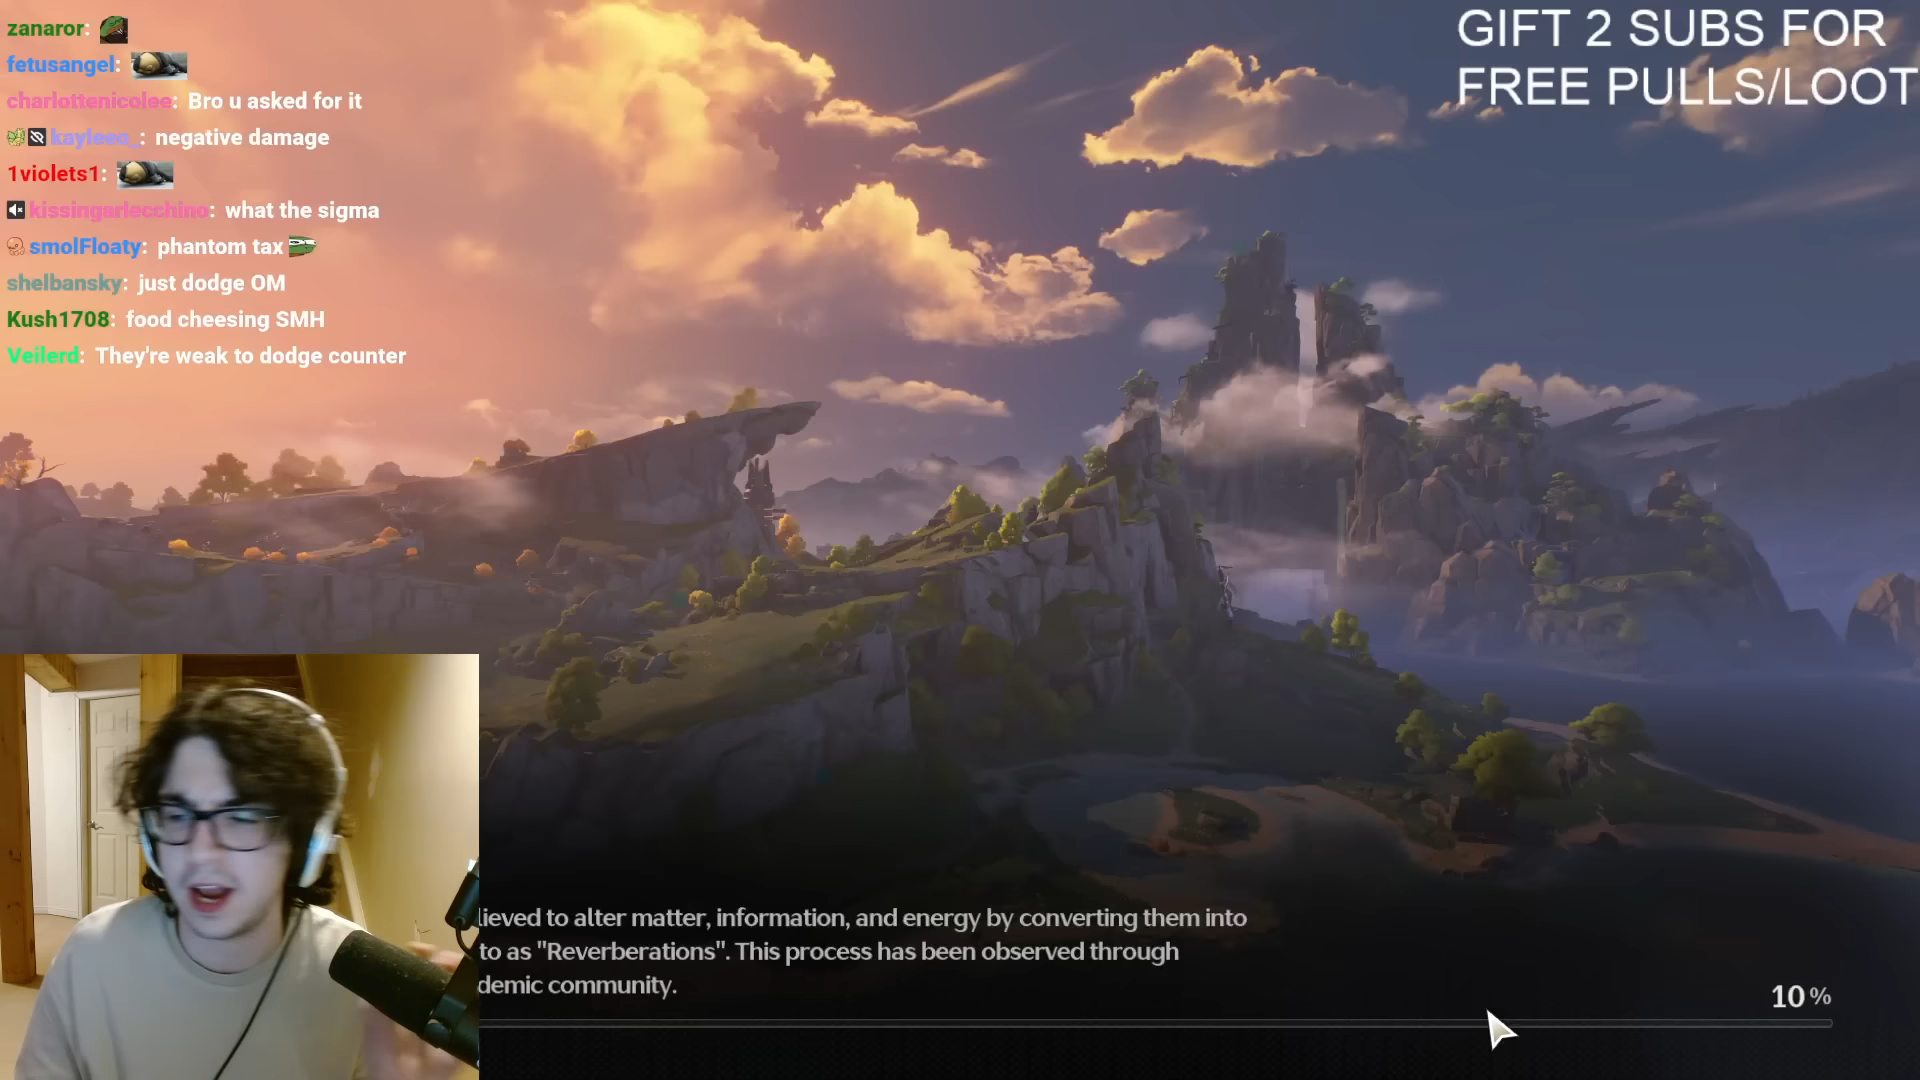 zanaror:
fetusangel:
charlottenicolee: Bro u asked for it
kayleeo_: negative damage
1violets1:
kissingarlecchino: what the sigma
smolFloaty: phantom tax
shelbansky: just dodge OM
Kush1708: food cheesing SMH
Veilerd: They're weak to dodge counter
GIFT 2 SUBS FOR
FREE PULLS/LOOT
lieved to alter matter, information, and energy by converting them into
to as "Reverberations". This process has been observed through
demic community.
10 %